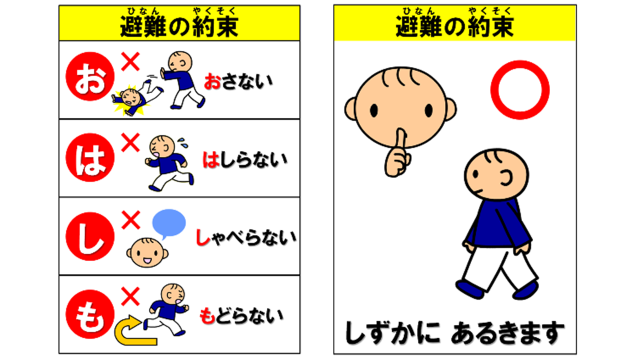 ひなん やくそく
避難の約束
お
おさない
は
はしらない
し
しゃべらない
も
もどらない
ひなん やくそく
避難の約束
しずかに あるきます